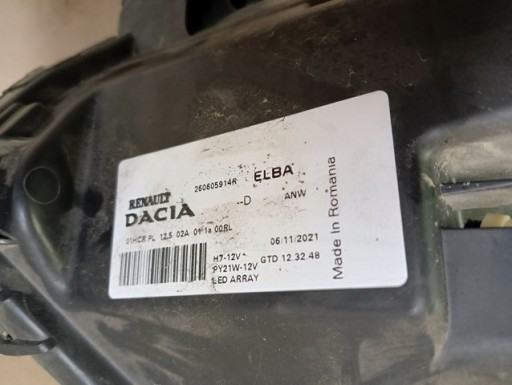 260605914R ELBA
RENAULT
DACIA --D ANW
01HCR PL 12.5 02A 01 1a 00RL
06/11/2021
H7-12V
PY21W-12V GTD 12.32.48
LED ARRAY
Made In Romania